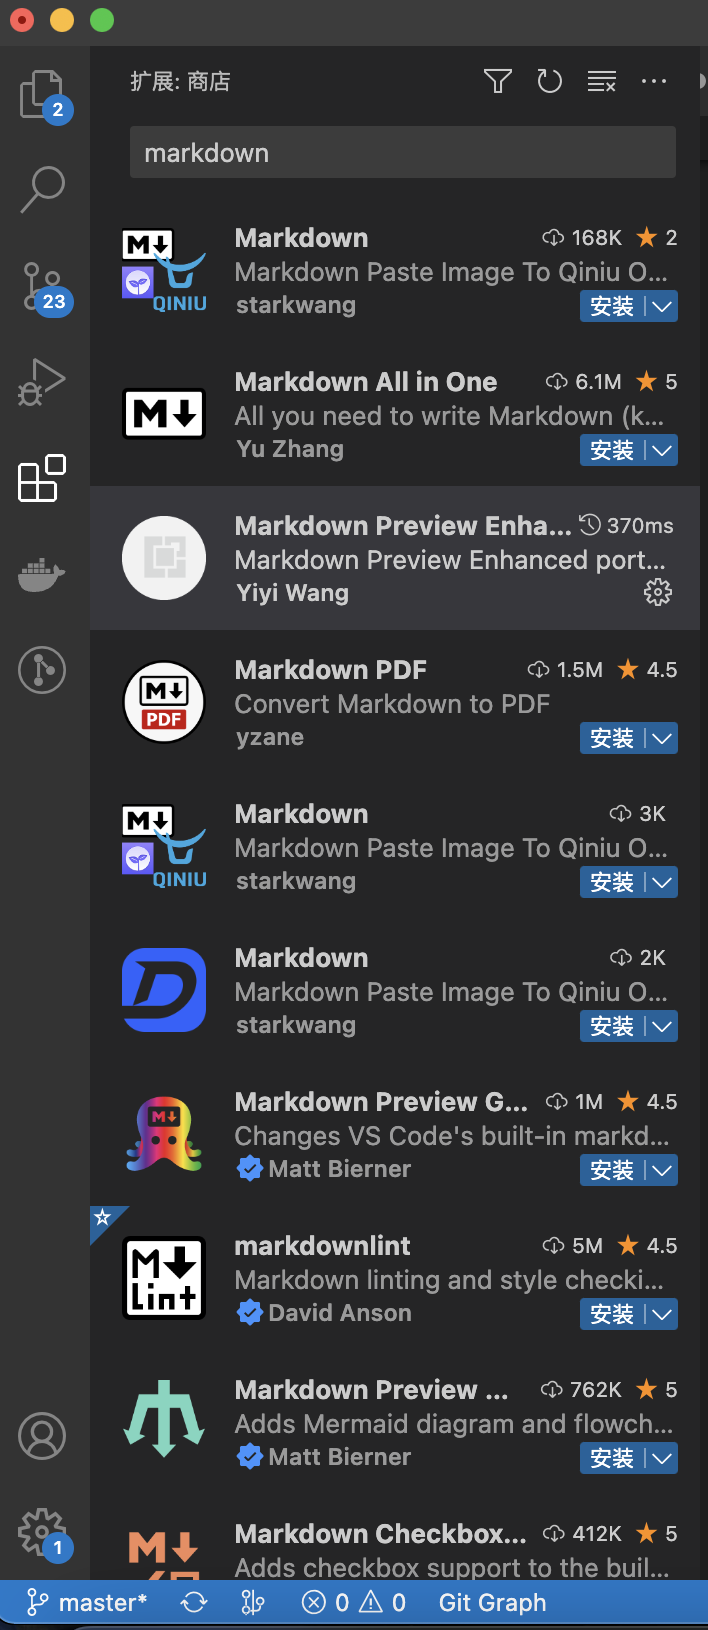 扩展: 商店
2
markdown
Markdown 168K 2
Markdown Paste Image To Qiniu O...
starkwang 安装
M QINIU
23
Markdown All in One 6.1M 5
All you need to write Markdown (k...
Yu Zhang 安装
M
Markdown Preview Enha... 370ms
Markdown Preview Enhanced port...
Yiyi Wang
Markdown PDF 1.5M 4.5
Convert Markdown to PDF
yzane 安装
M PDF
Markdown 3K
Markdown Paste Image To Qiniu O...
starkwang 安装
M QINIU
Markdown 2K
Markdown Paste Image To Qiniu O...
starkwang 安装
Markdown Preview G... 1M 4.5
Changes VS Code's built-in markd...
Matt Bierner 安装
M
markdownlint 5M 4.5
Markdown linting and style checki...
David Anson 安装
M Lint
Markdown Preview ... 762K 5
Adds Mermaid diagram and flowch...
Matt Bierner 安装
Markdown Checkbox... 412K 5
Adds checkbox support to the buil...
M
1
master* 0 0 Git Graph